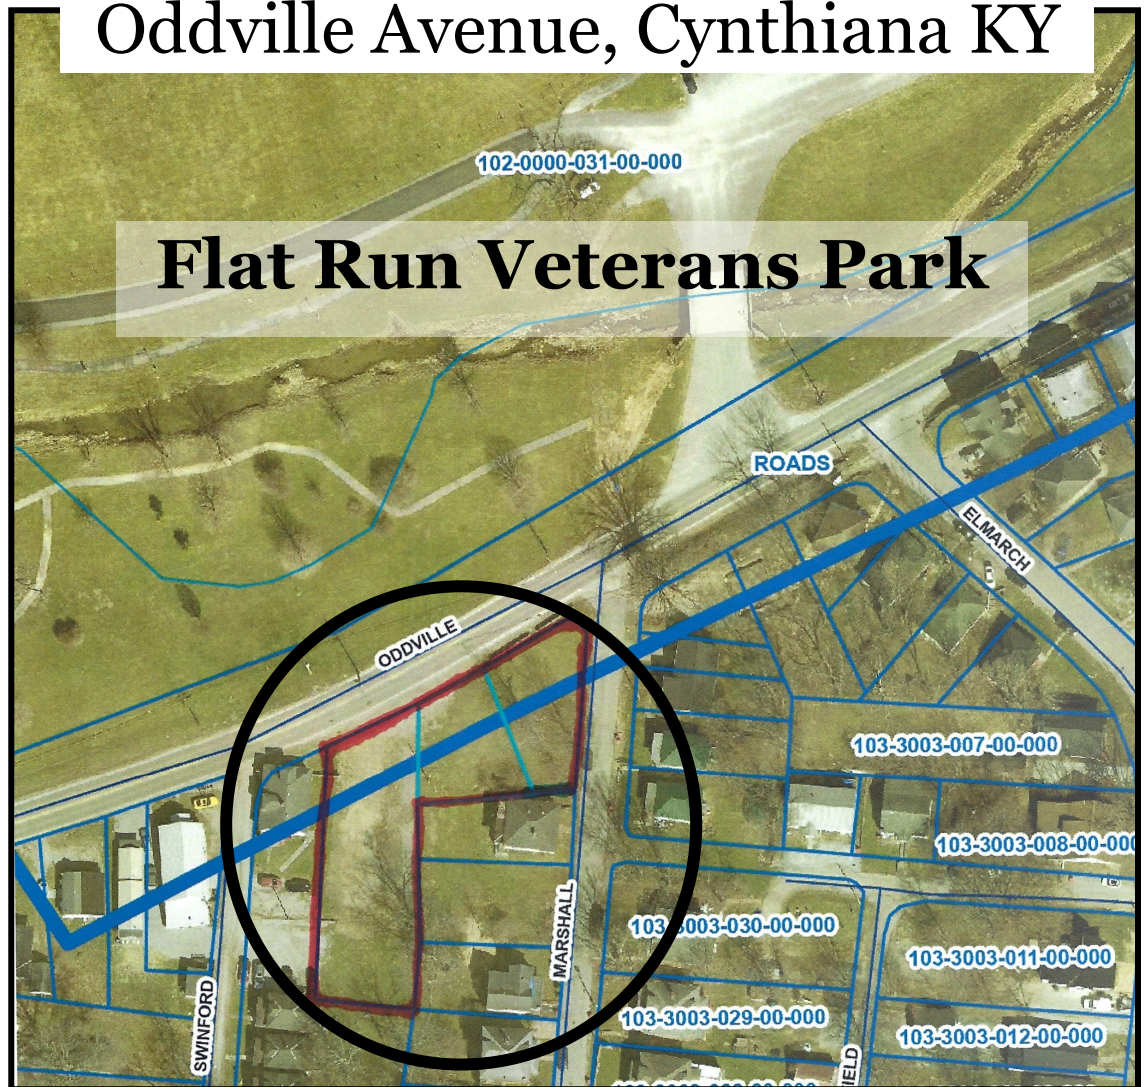 Oddville Avenue, Cynthiana KY
102-0000-031-00-000
Flat Run Veterans Park
ROADS
ELMARCH
ODDVILLE
103-3003-007-00-000
103-3003-008-00-000
MARSHALL
103-3003-030-00-000
103-3003-011-00-000
SWINFORD
103-3003-029-00-000
103-3003-012-00-000
IELD